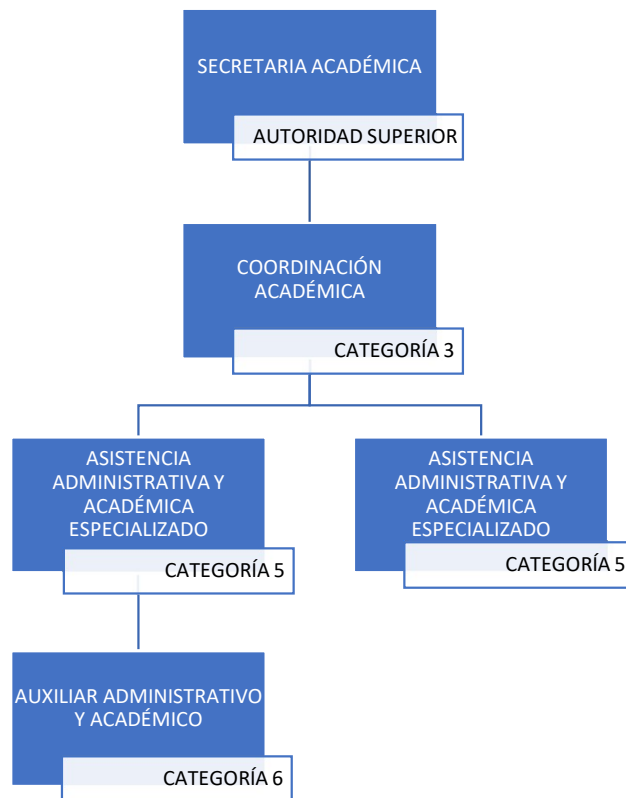 SECRETARIA ACADÉMICA
AUTORIDAD SUPERIOR
COORDINACIÓN
ACADÉMICA
CATEGORÍA 3
ASISTENCIA
ADMINISTRATIVA Y
ACADÉMICA
ESPECIALIZADO
CATEGORÍA 5
ASISTENCIA
ADMINISTRATIVA Y
ACADÉMICA
ESPECIALIZADO
CATEGORÍA 5
AUXILIAR ADMINISTRATIVO
Y ACADÉMICO
CATEGORÍA 6